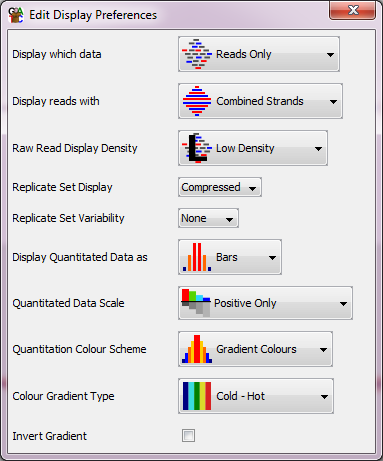 Edit Display Preferences
Display which data Reads Only
Display reads with Combined Strands
Raw Read Display Density Low Density
Replicate Set Display Compressed
Replicate Set Variability None
Display Quantitated Data as Bars
Quantitated Data Scale Positive Only
Quantitation Colour Scheme Gradient Colours
Colour Gradient Type Cold - Hot
Invert Gradient